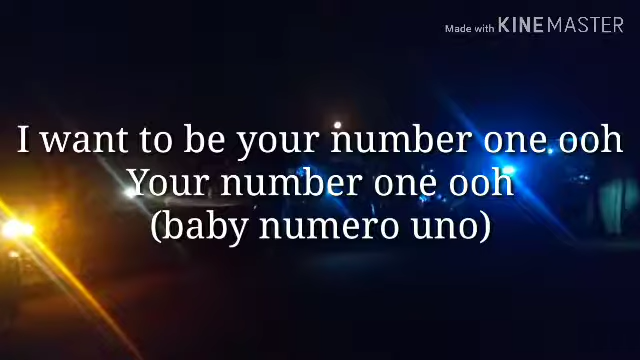 Made with KINEMASTER
I want to be your number one ooh
Your number one ooh
(baby numero uno)